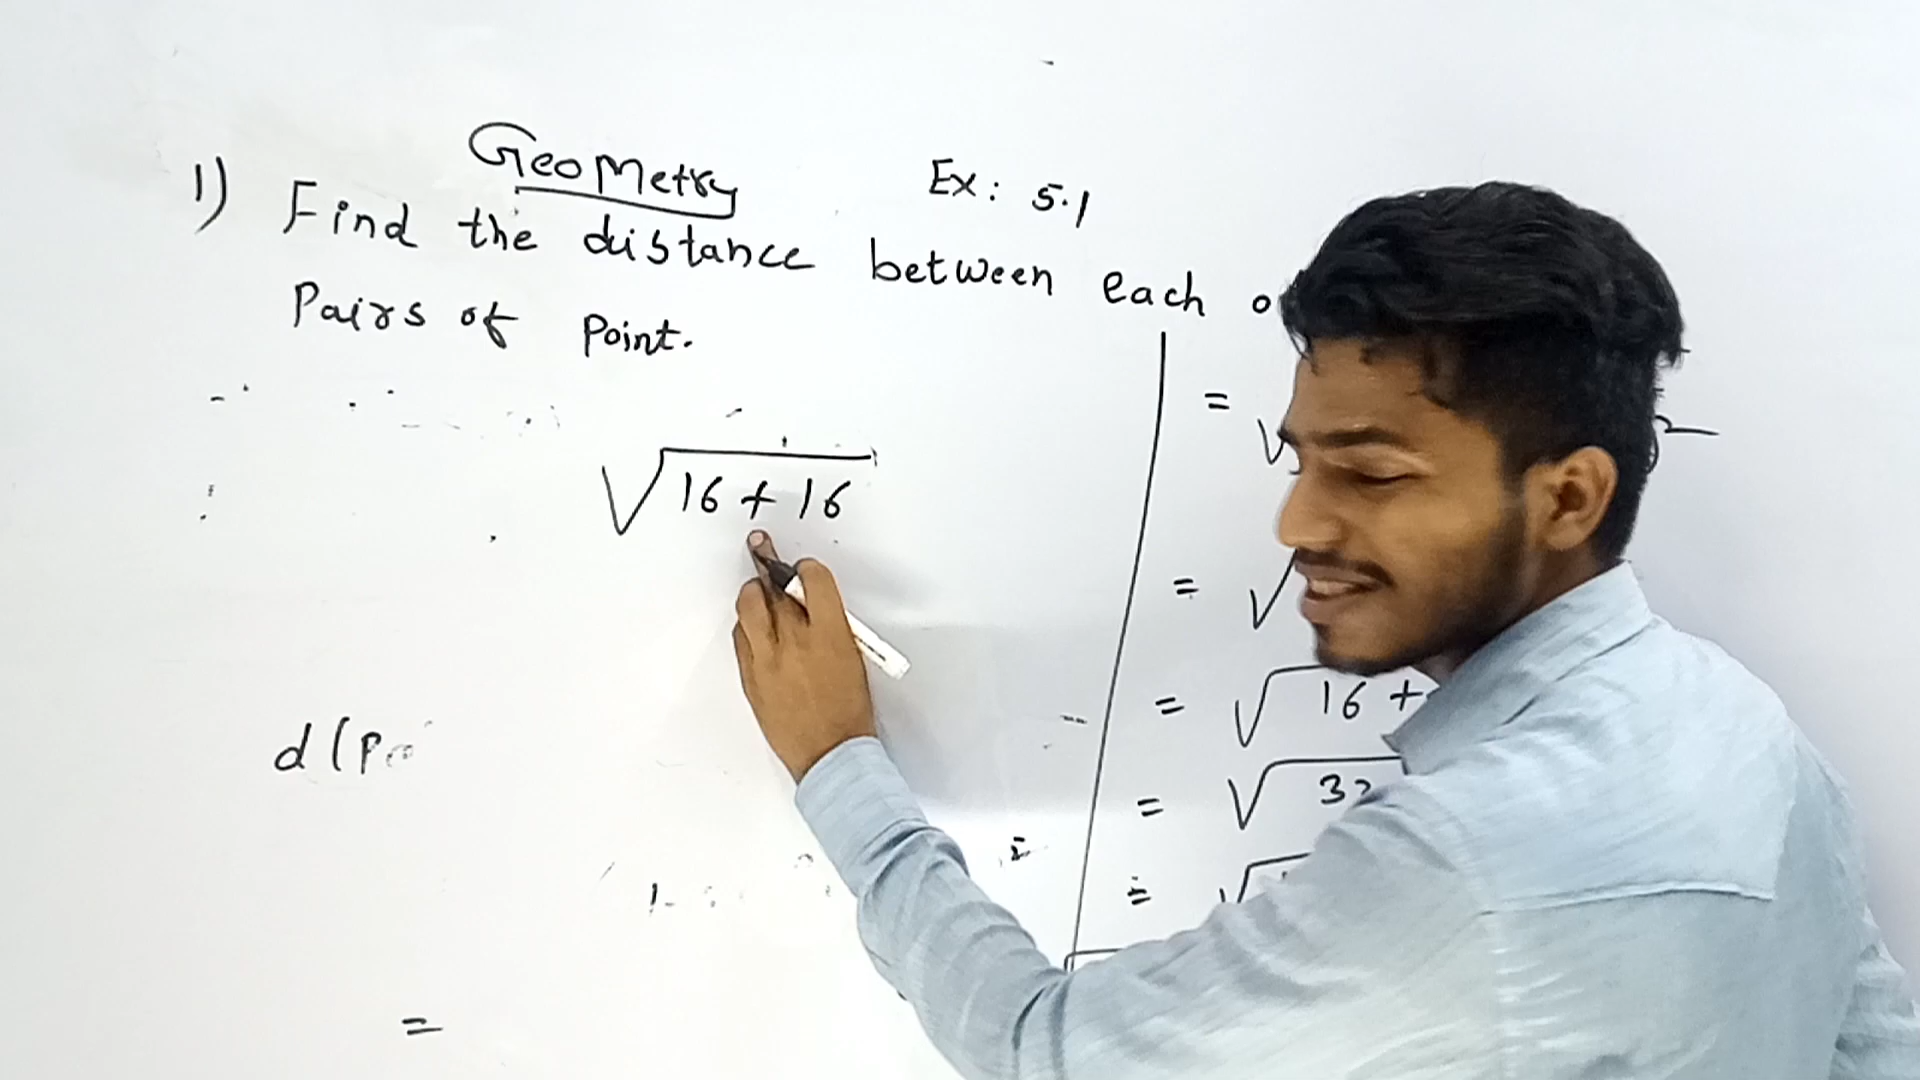 GeoMetry
Ex: 5.1
1) Find the distance between each
Pairs of Point.
√16 + 16
=
=
= √16 +
= √32
=
d(P
=